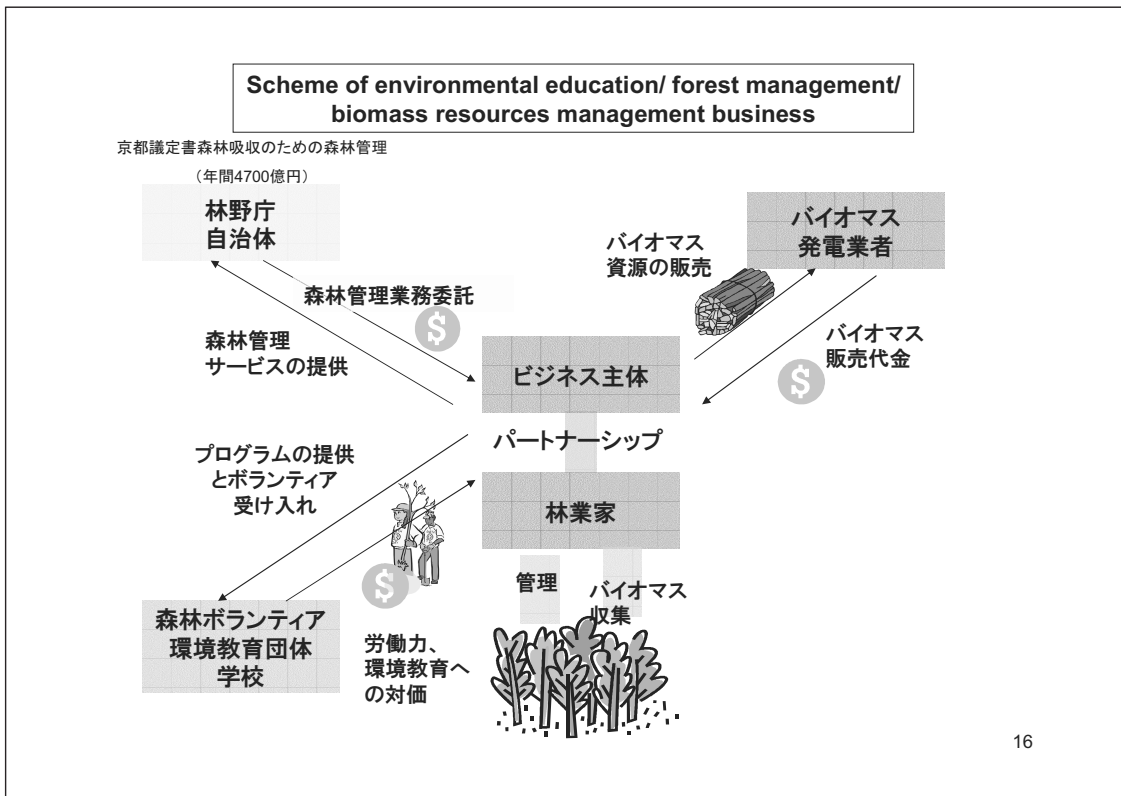 Scheme of environmental education/ forest management/
biomass resources management business
京都議定書森林吸収のための森林管理
（年間4700億円）
林野庁
自治体
バイオマス
発電業者
バイオマス
資源の販売
森林管理業務委託
$
森林管理
サービスの提供
バイオマス
販売代金
$
ビジネス主体
パートナーシップ
プログラムの提供
とボランティア
受け入れ
林業家
$
管理
バイオマス
収集
森林ボランティア
環境教育団体
学校
労働力、
環境教育へ
の対価
16